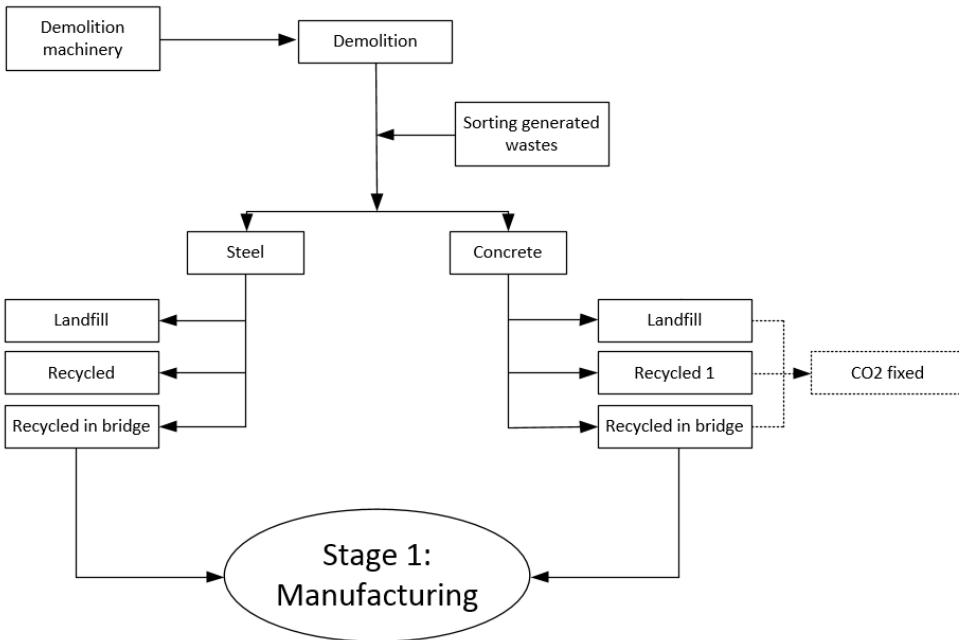 Demolition
machinery
Demolition
Sorting generated
wastes
Steel
Concrete
Landfill
Landfill
Recycled
Recycled 1
CO2 fixed
Recycled in bridge
Recycled in bridge
Stage 1:
Manufacturing